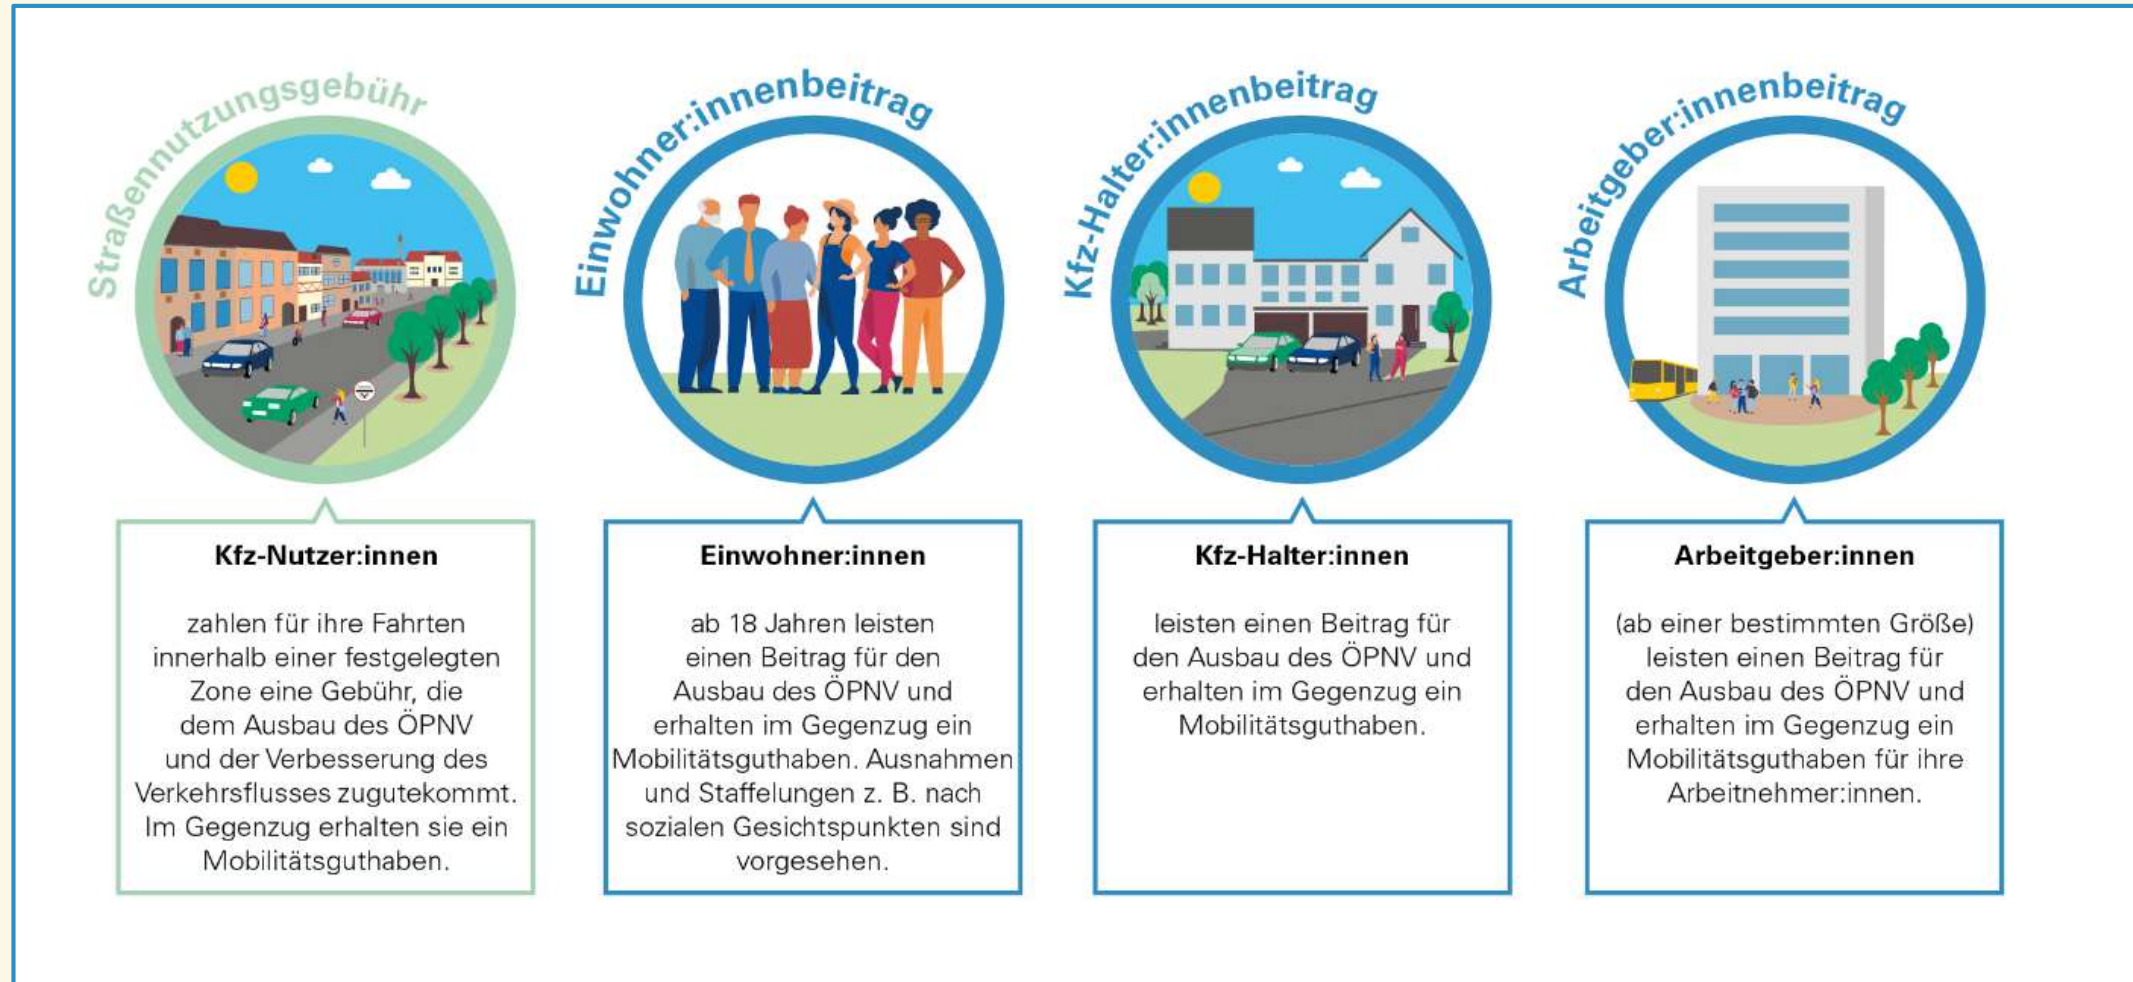 Straßennutzungsgebühr
Kfz-Nutzer:innen
zahlen für ihre Fahrten
innerhalb einer festgelegten
Zone eine Gebühr, die
dem Ausbau des ÖPNV
und der Verbesserung des
Verkehrsflusses zugutekommt.
Im Gegenzug erhalten sie ein
Mobilitätsguthaben.
Einwohner:innenbeitrag
Einwohner:innen
ab 18 Jahren leisten
einen Beitrag für den
Ausbau des ÖPNV und
erhalten im Gegenzug ein
Mobilitätsguthaben. Ausnahmen
und Staffelungen z. B. nach
sozialen Gesichtspunkten sind
vorgesehen.
Kfz-Halter:innenbeitrag
Kfz-Halter:innen
leisten einen Beitrag für
den Ausbau des ÖPNV und
erhalten im Gegenzug ein
Mobilitätsguthaben.
Arbeitgeber:innenbeitrag
Arbeitgeber:innen
(ab einer bestimmten Größe)
leisten einen Beitrag für
den Ausbau des ÖPNV und
erhalten im Gegenzug ein
Mobilitätsguthaben für ihre
Arbeitnehmer:innen.